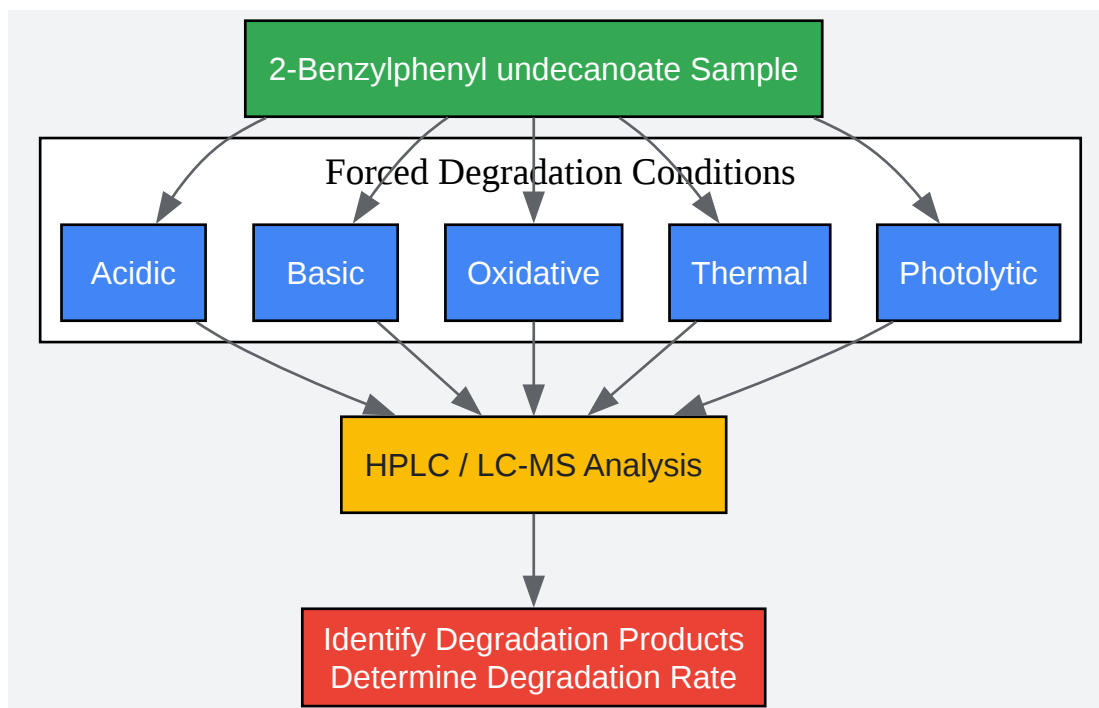 2-Benzylphenyl undecanoate Sample
Forced Degradation Conditions
Acidic
Basic
Oxidative
Thermal
Photolytic
HPLC / LC-MS Analysis
Identify Degradation Products
Determine Degradation Rate